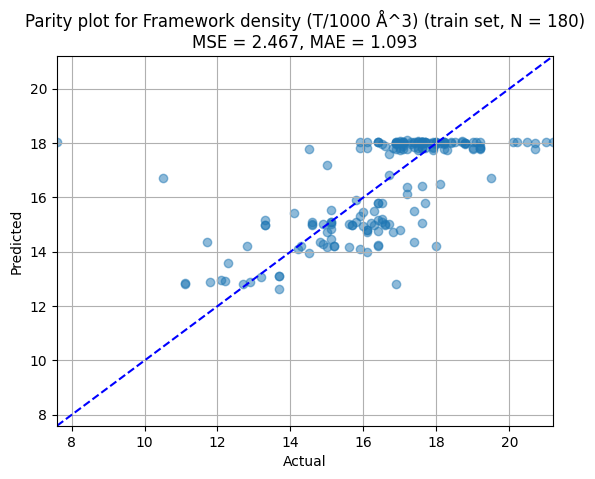 Parity plot for Framework density (T/1000 Å^3) (train set, N = 180)
MSE = 2.467, MAE = 1.093
20
18
16
14
12
10
8
Predicted
8 10 12 14 16 18 20
Actual